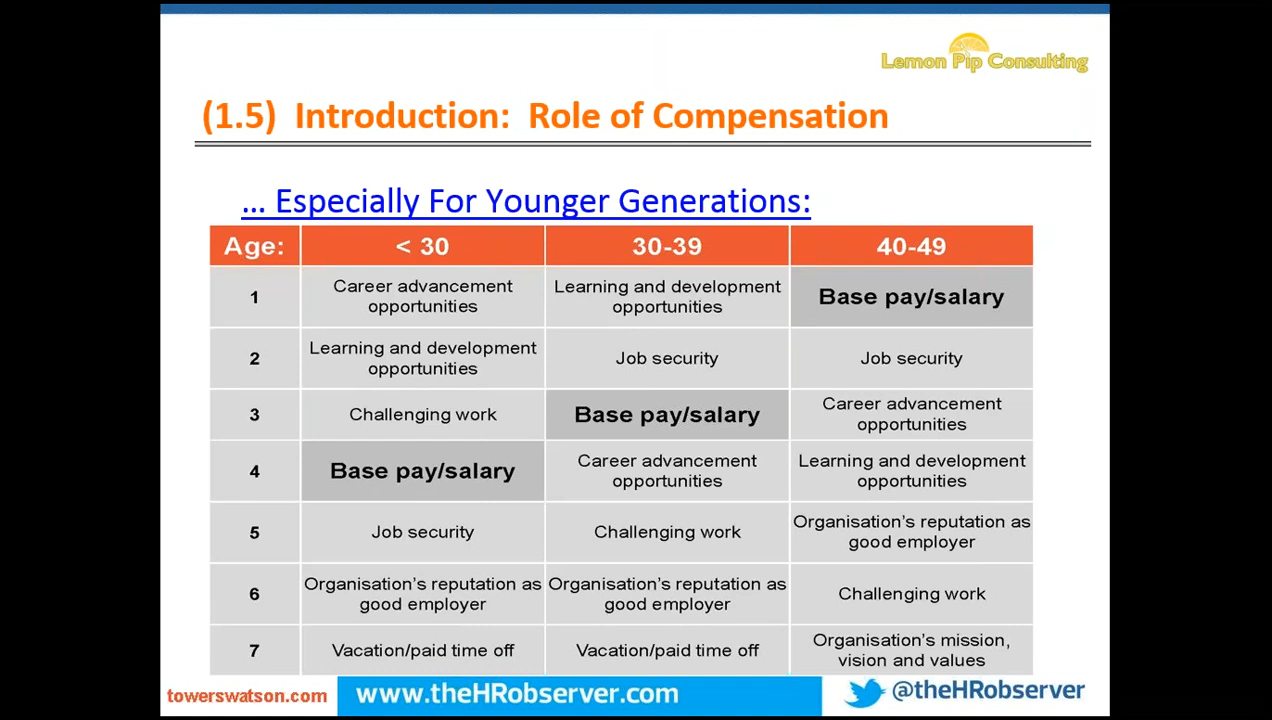 Lemon Pip Consulting
(1.5) Introduction: Role of Compensation
... Especially For Younger Generations:
Age: < 30 30-39 40-49
1 Career advancement opportunities Learning and development opportunities Base pay/salary
2 Learning and development opportunities Job security Job security
3 Challenging work Base pay/salary Career advancement opportunities
4 Base pay/salary Career advancement opportunities Learning and development opportunities
5 Job security Challenging work Organisation's reputation as good employer
6 Organisation's reputation as good employer Organisation's reputation as good employer Challenging work
7 Vacation/paid time off Vacation/paid time off Organisation's mission, vision and values
towerswatson.com www.theHRobserver.com @theHRobserver